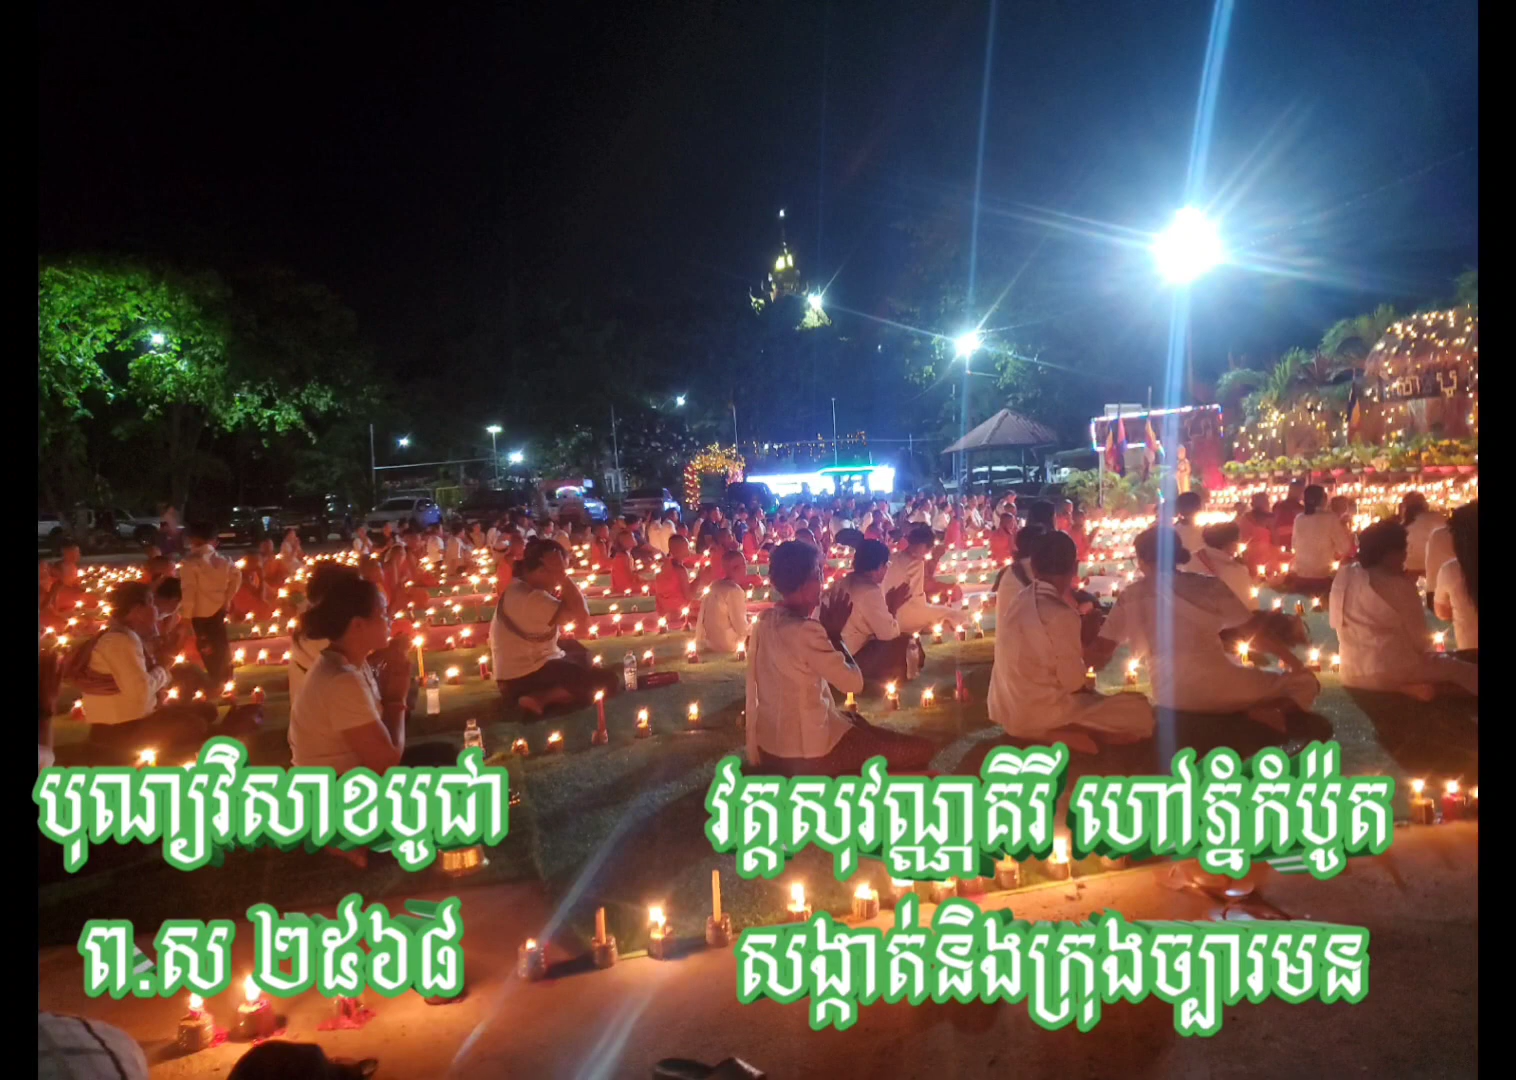 បុណ្យវិសាខបូជា
ព.ស ២៥៦៨
វត្តសុវណ្ណគិរី ហៅភ្នំកំប៉ូត
សង្កាត់និងក្រុងច្បារមន